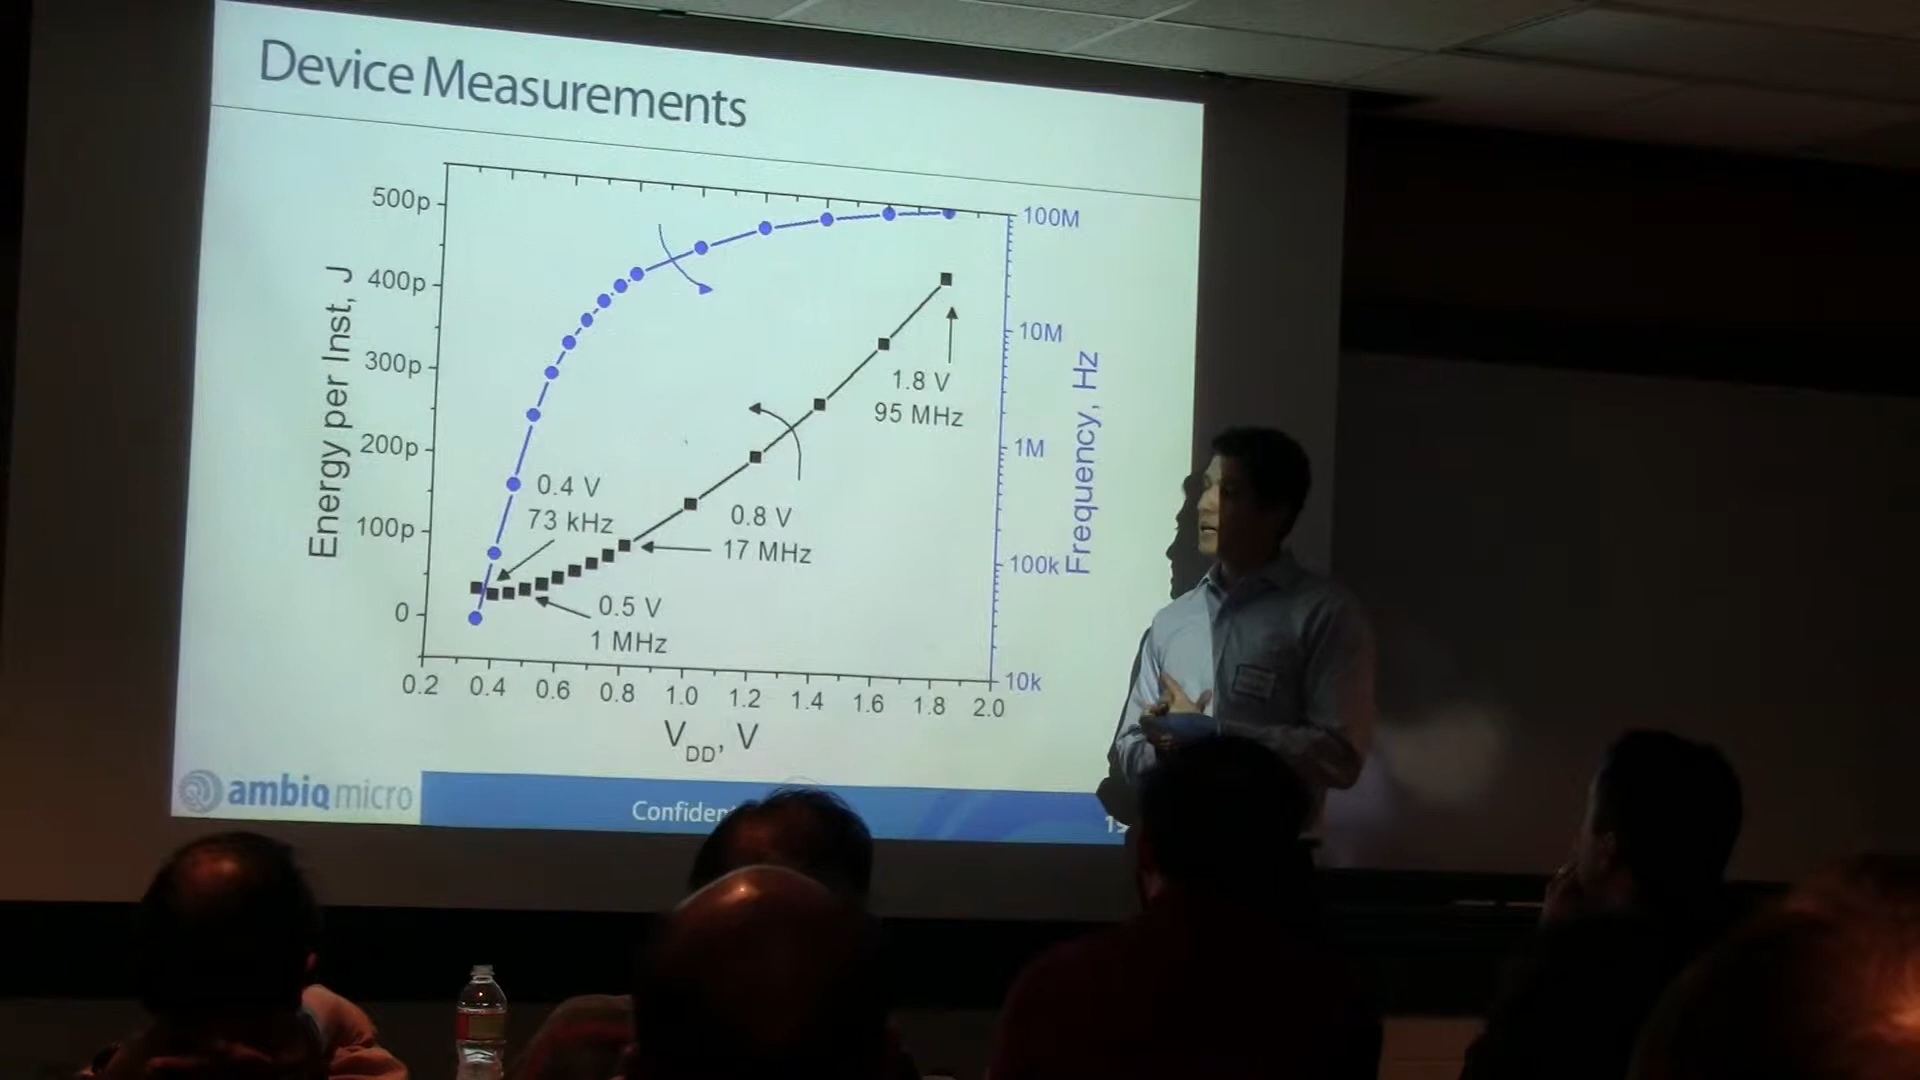 Device Measurements
500p
400p
300p
200p
100p
0
Energy per Inst, J
100M
10M
1M
100k
10k
Frequency, Hz
0.4 V
73 kHz
0.5 V
1 MHz
0.8 V
17 MHz
1.8 V
95 MHz
0.2 0.4 0.6 0.8 1.0 1.2 1.4 1.6 1.8 2.0
VDD, V
ambiq micro